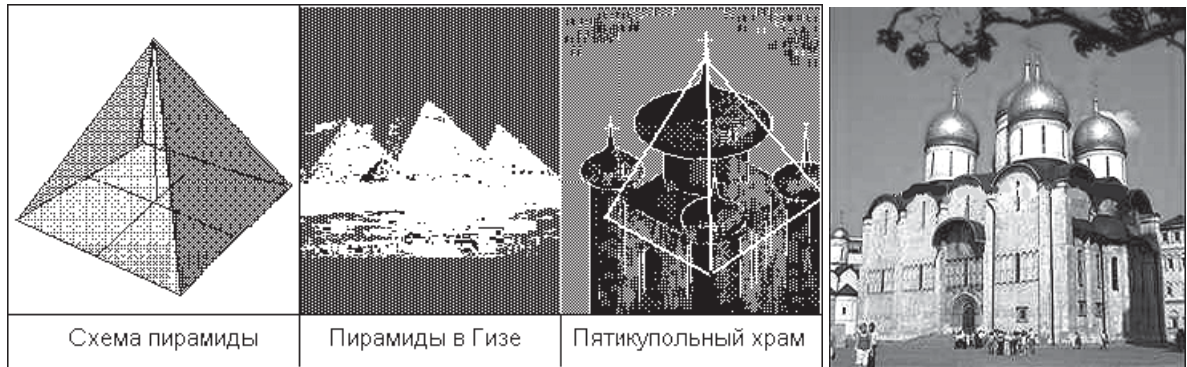 Схема пирамиды
Пирамиды в Гизе
Пятикупольный храм